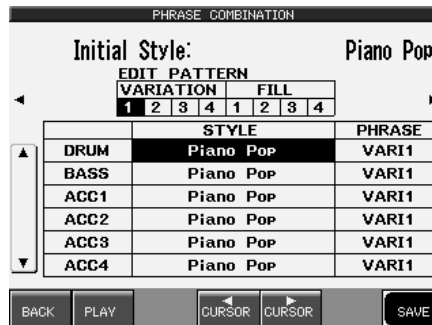 PHRASE COMBINATION
Initial Style: Piano Pop
EDIT PATTERN
VARIATION FILL
1 2 3 4 1 2 3 4
STYLE PHRASE
DRUM Piano Pop VARI1
BASS Piano Pop VARI1
ACC1 Piano Pop VARI1
ACC2 Piano Pop VARI1
ACC3 Piano Pop VARI1
ACC4 Piano Pop VARI1
BACK PLAY CURSOR CURSOR SAVE